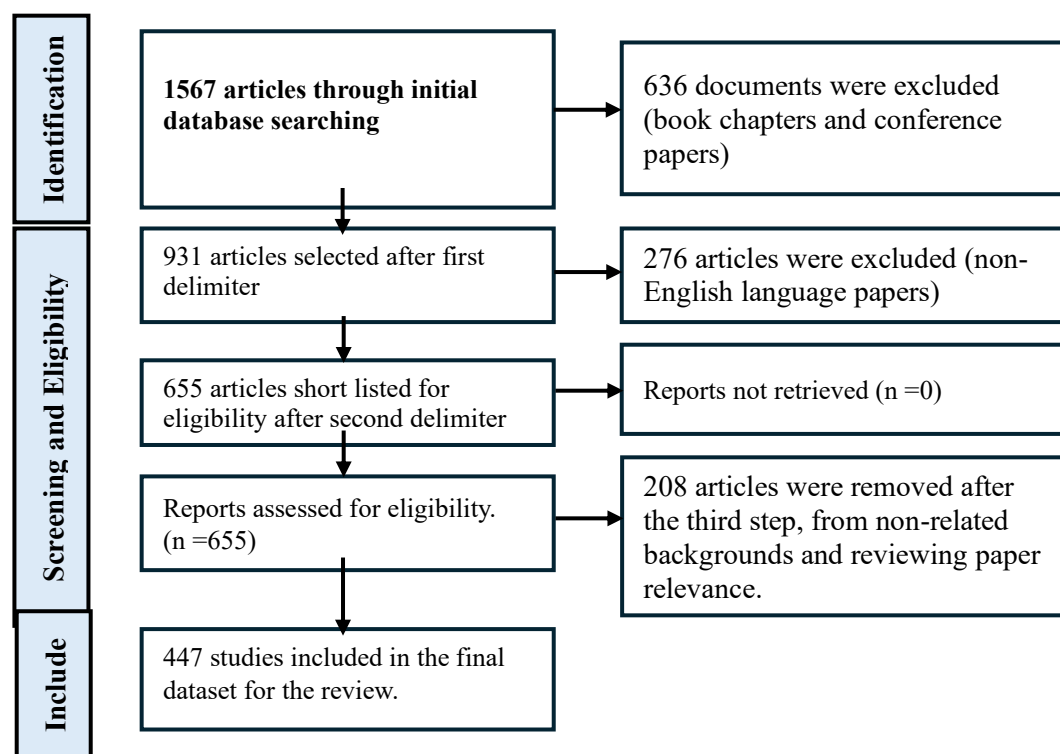 Identification
1567 articles through initial
database searching
636 documents were excluded
(book chapters and conference
papers)
Screening and Eligibility
931 articles selected after first
delimiter
276 articles were excluded (non-
English language papers)
655 articles short listed for
eligibility after second delimiter
Reports not retrieved (n =0)
Reports assessed for eligibility.
(n =655)
208 articles were removed after
the third step, from non-related
backgrounds and reviewing paper
relevance.
Include
447 studies included in the final
dataset for the review.